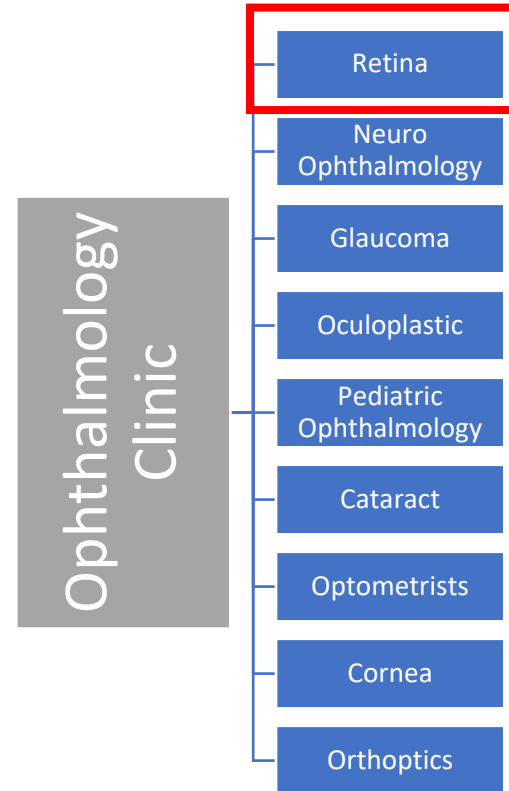 Ophthalmology
Clinic
Retina
Neuro
Ophthalmology
Glaucoma
Oculoplastic
Pediatric
Ophthalmology
Cataract
Optometrists
Cornea
Orthoptics